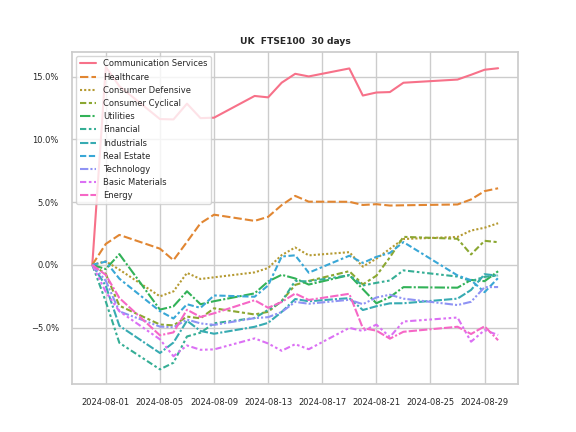 UK FTSE100 30 days
15.0%
10.0%
5.0%
0.0%
−5.0%
Communication Services
Healthcare
Consumer Defensive
Consumer Cyclical
Utilities
Financial
Industrials
Real Estate
Technology
Basic Materials
Energy
2024-08-01
2024-08-05
2024-08-09
2024-08-13
2024-08-17
2024-08-21
2024-08-25
2024-08-29